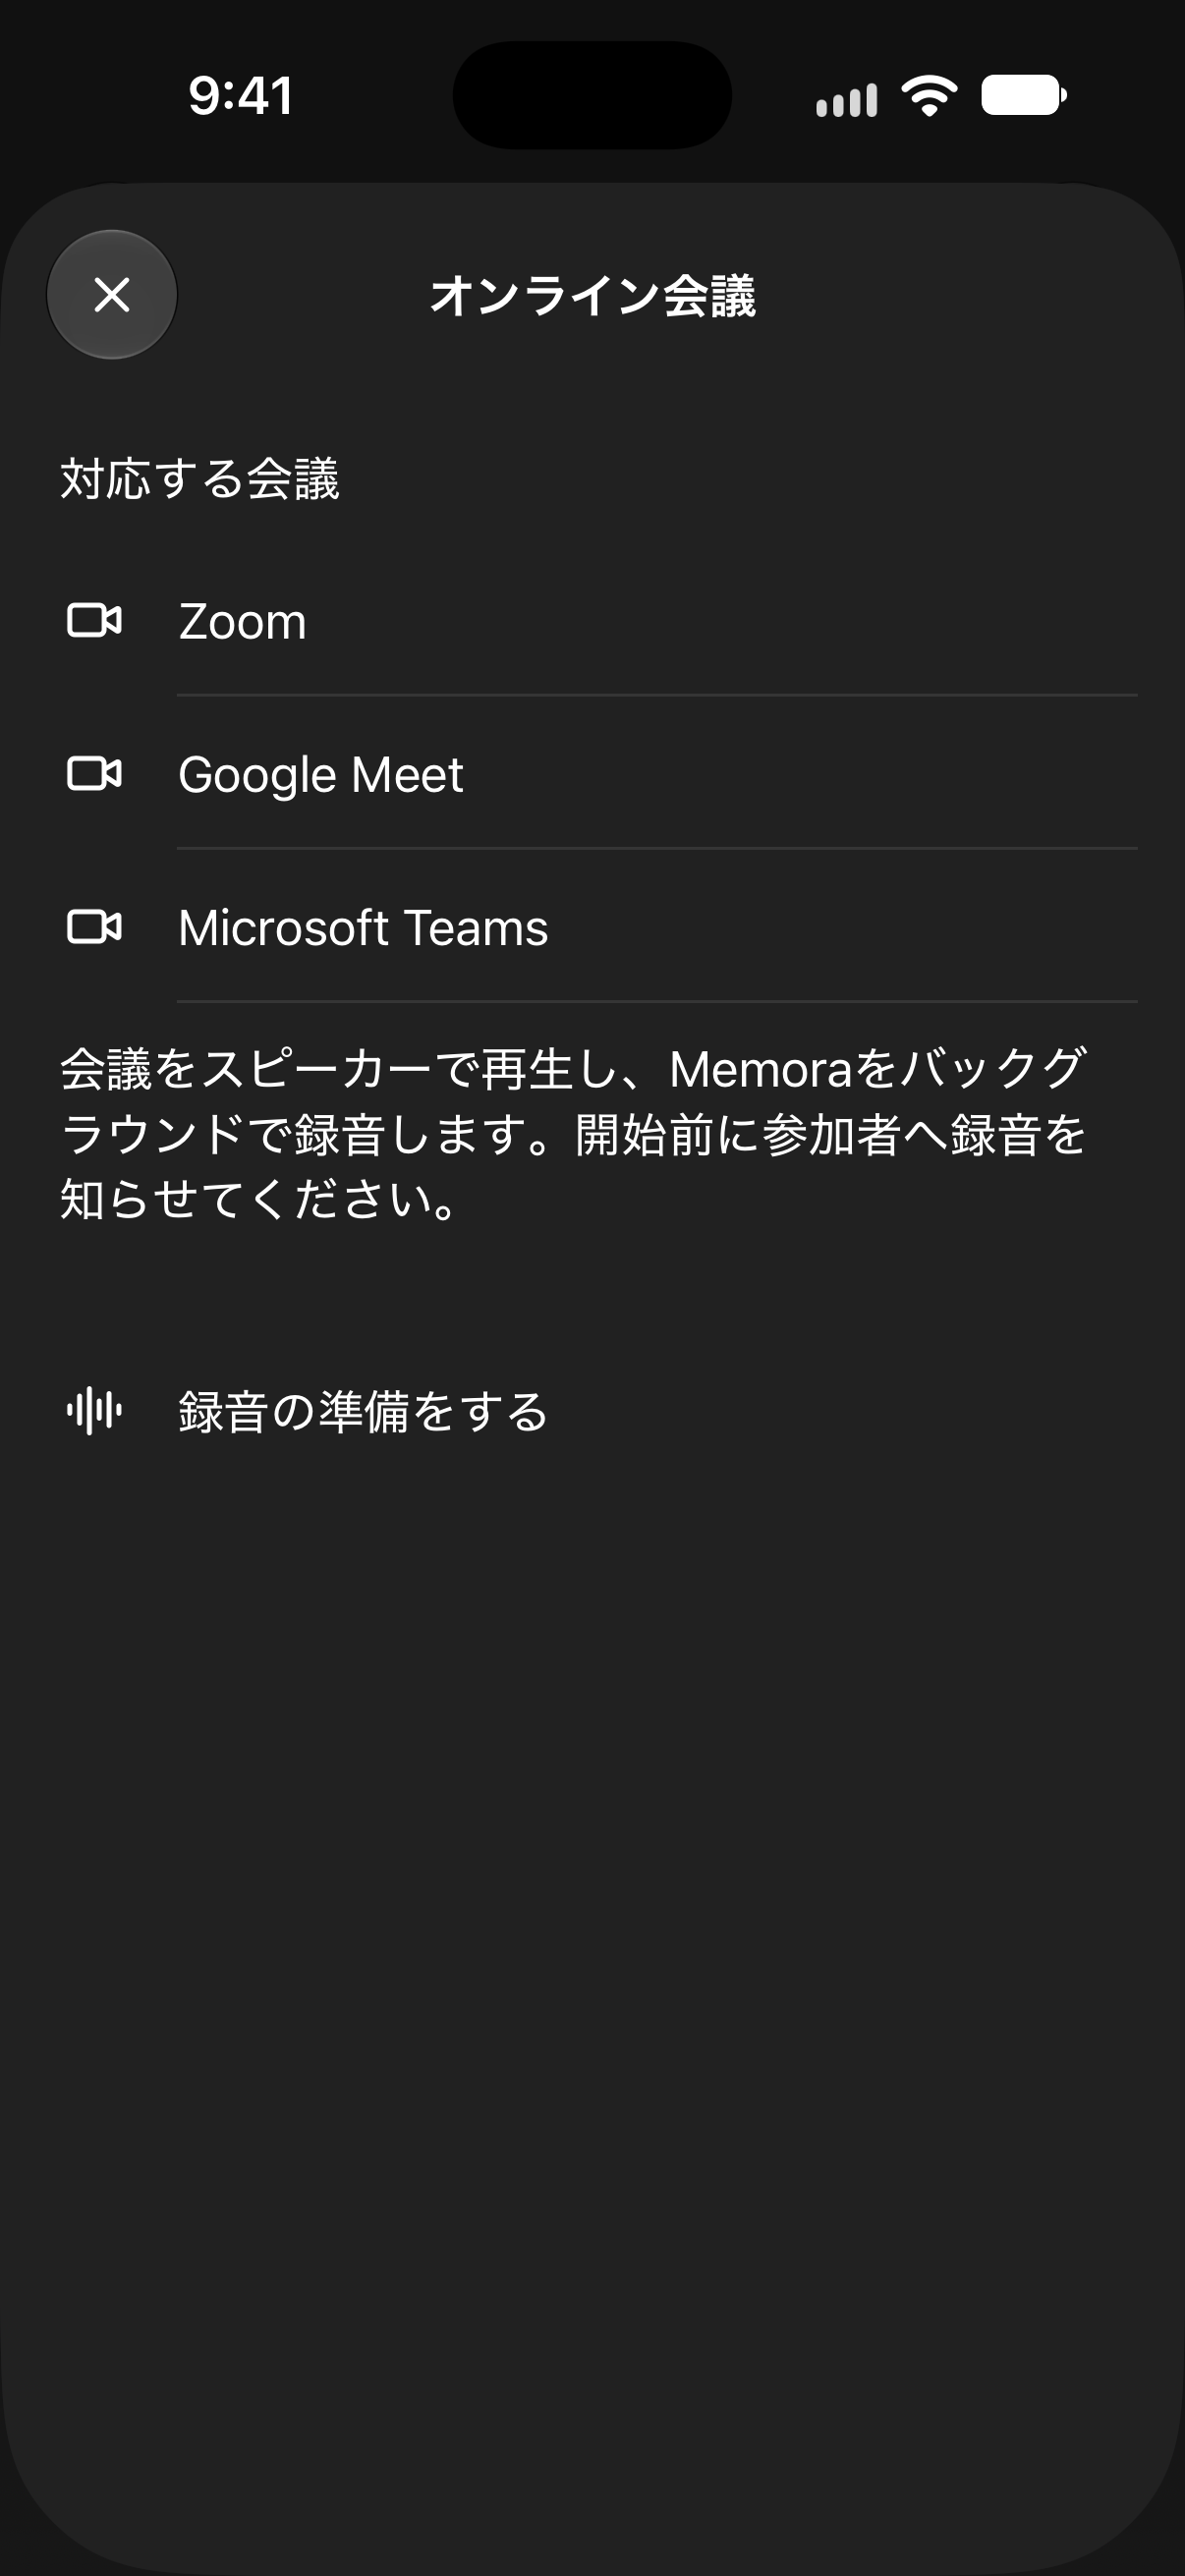 9:41
オンライン会議
対応する会議
Zoom
Google Meet
Microsoft Teams
会議をスピーカーで再生し、Memoraをバックグ
ラウンドで録音します。開始前に参加者へ録音を
知らせてください。
録音の準備をする